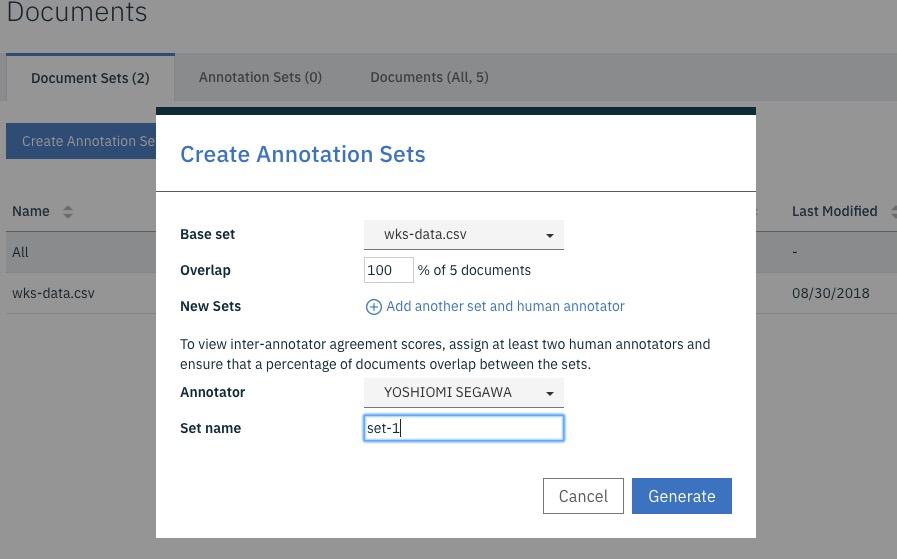 Documents
Document Sets (2) Annotation Sets (0) Documents (All, 5)
Create Annotation Se
Create Annotation Sets
Name Last Modified
Base set wks-data.csv
All -
Overlap 100 % of 5 documents
wks-data.csv 08/30/2018
New Sets Add another set and human annotator
To view inter-annotator agreement scores, assign at least two human annotators and
ensure that a percentage of documents overlap between the sets.
Annotator YOSHIOMI SEGAWA
Set name set-1
Cancel Generate